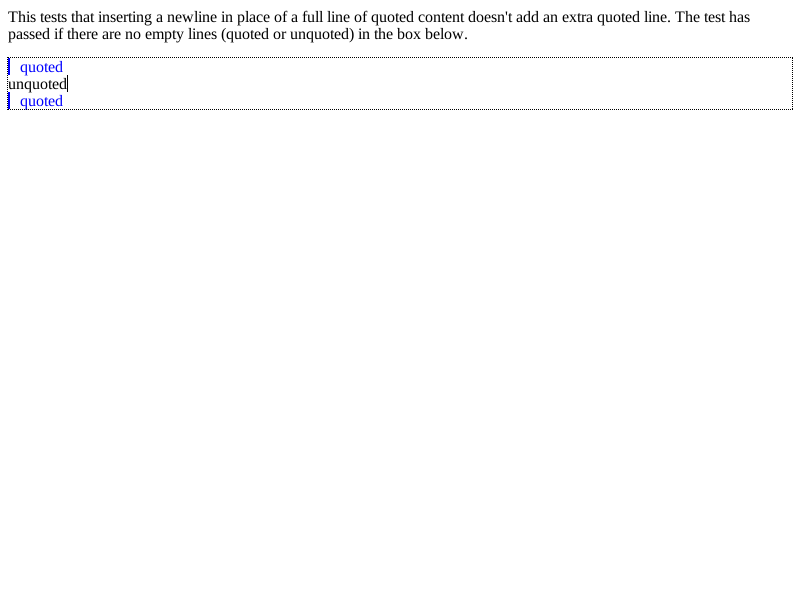 This tests that inserting a newline in place of a full line of quoted content doesn't add an extra quoted line. The test has
passed if there are no empty lines (quoted or unquoted) in the box below.
quoted
unquoted
quoted